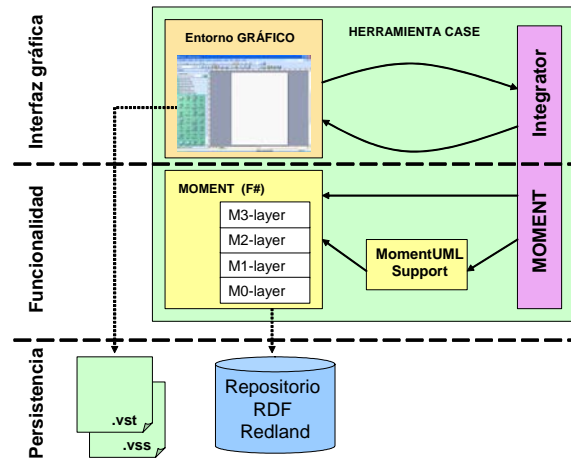 Interfaz gráfica
Entorno GRÁFICO
HERRAMIENTA CASE
Integrator
Funcionalidad
MOMENT (F#)
M3-layer
M2-layer
M1-layer
M0-layer
MomentUML
Support
MOMENT
Persistencia
.vst
.vss
Repositorio
RDF
Redland